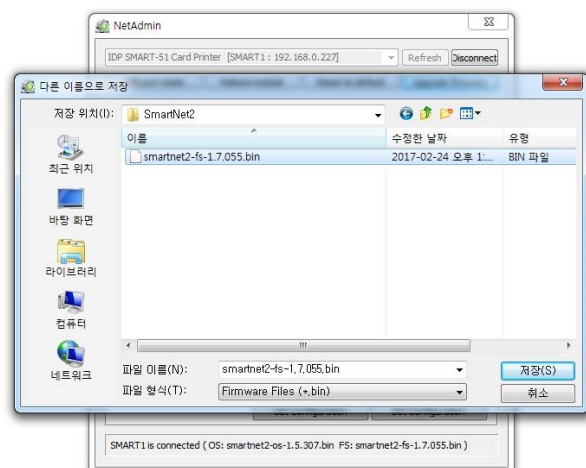 NetAdmin
IDP SMART-51 Card Printer [SMART1 : 192.168.0.227]
Refresh
Disconnect
다른 이름으로 저장
저장 위치(I):
SmartNet2
이름
수정한 날짜
유형
smartnet2-fs-1.7.055.bin
2017-02-24 오후 1:...
BIN 파일
최근 위치
바탕 화면
라이브러리
컴퓨터
네트워크
파일 이름(N):
smartnet2-fs-1.7.055.bin
저장(S)
파일 형식(T):
Firmware Files (*.bin)
취소
SMART1 is connected ( OS: smartnet2-os-1.5.307.bin FS: smartnet2-fs-1.7.055.bin )